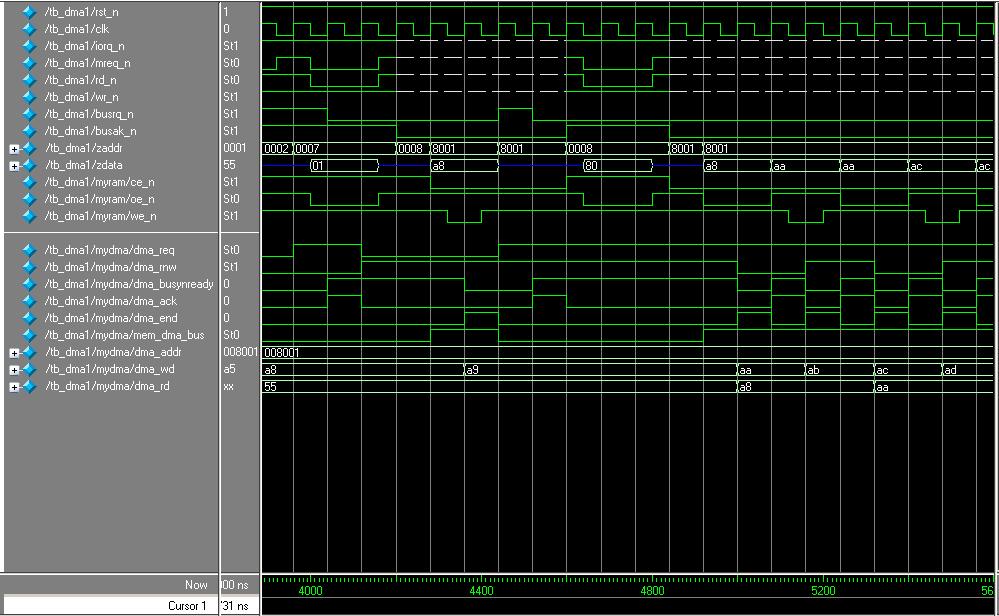 /tb_dma1/rst_n 1
/tb_dma1/clk 0
/tb_dma1/iorq_n St1
/tb_dma1/mreq_n St0
/tb_dma1/rd_n St0
/tb_dma1/wr_n St1
/tb_dma1/busrq_n St1
/tb_dma1/busak_n St1
/tb_dma1/zaddr 0001 0002 0007 0008 8001 8001 0008 8001 8001
/tb_dma1/zdata 55 01 a8 80 a8 aa aa ac ac
/tb_dma1/myram/ce_n St1
/tb_dma1/myram/oe_n St0
/tb_dma1/myram/we_n St1
/tb_dma1/mydma/dma_req St0
/tb_dma1/mydma/dma_rnw St1
/tb_dma1/mydma/dma_busynready 0
/tb_dma1/mydma/dma_ack 0
/tb_dma1/mydma/dma_end 0
/tb_dma1/mydma/mem_dma_bus St0
/tb_dma1/mydma/dma_addr 008001 008001
/tb_dma1/mydma/dma_wd a5 a8 a9 aa ab ac ad
/tb_dma1/mydma/dma_rd xx 55 a8 aa
Now 00 ns 4000 4400 4800 5200 56
Cursor 1 '31 ns